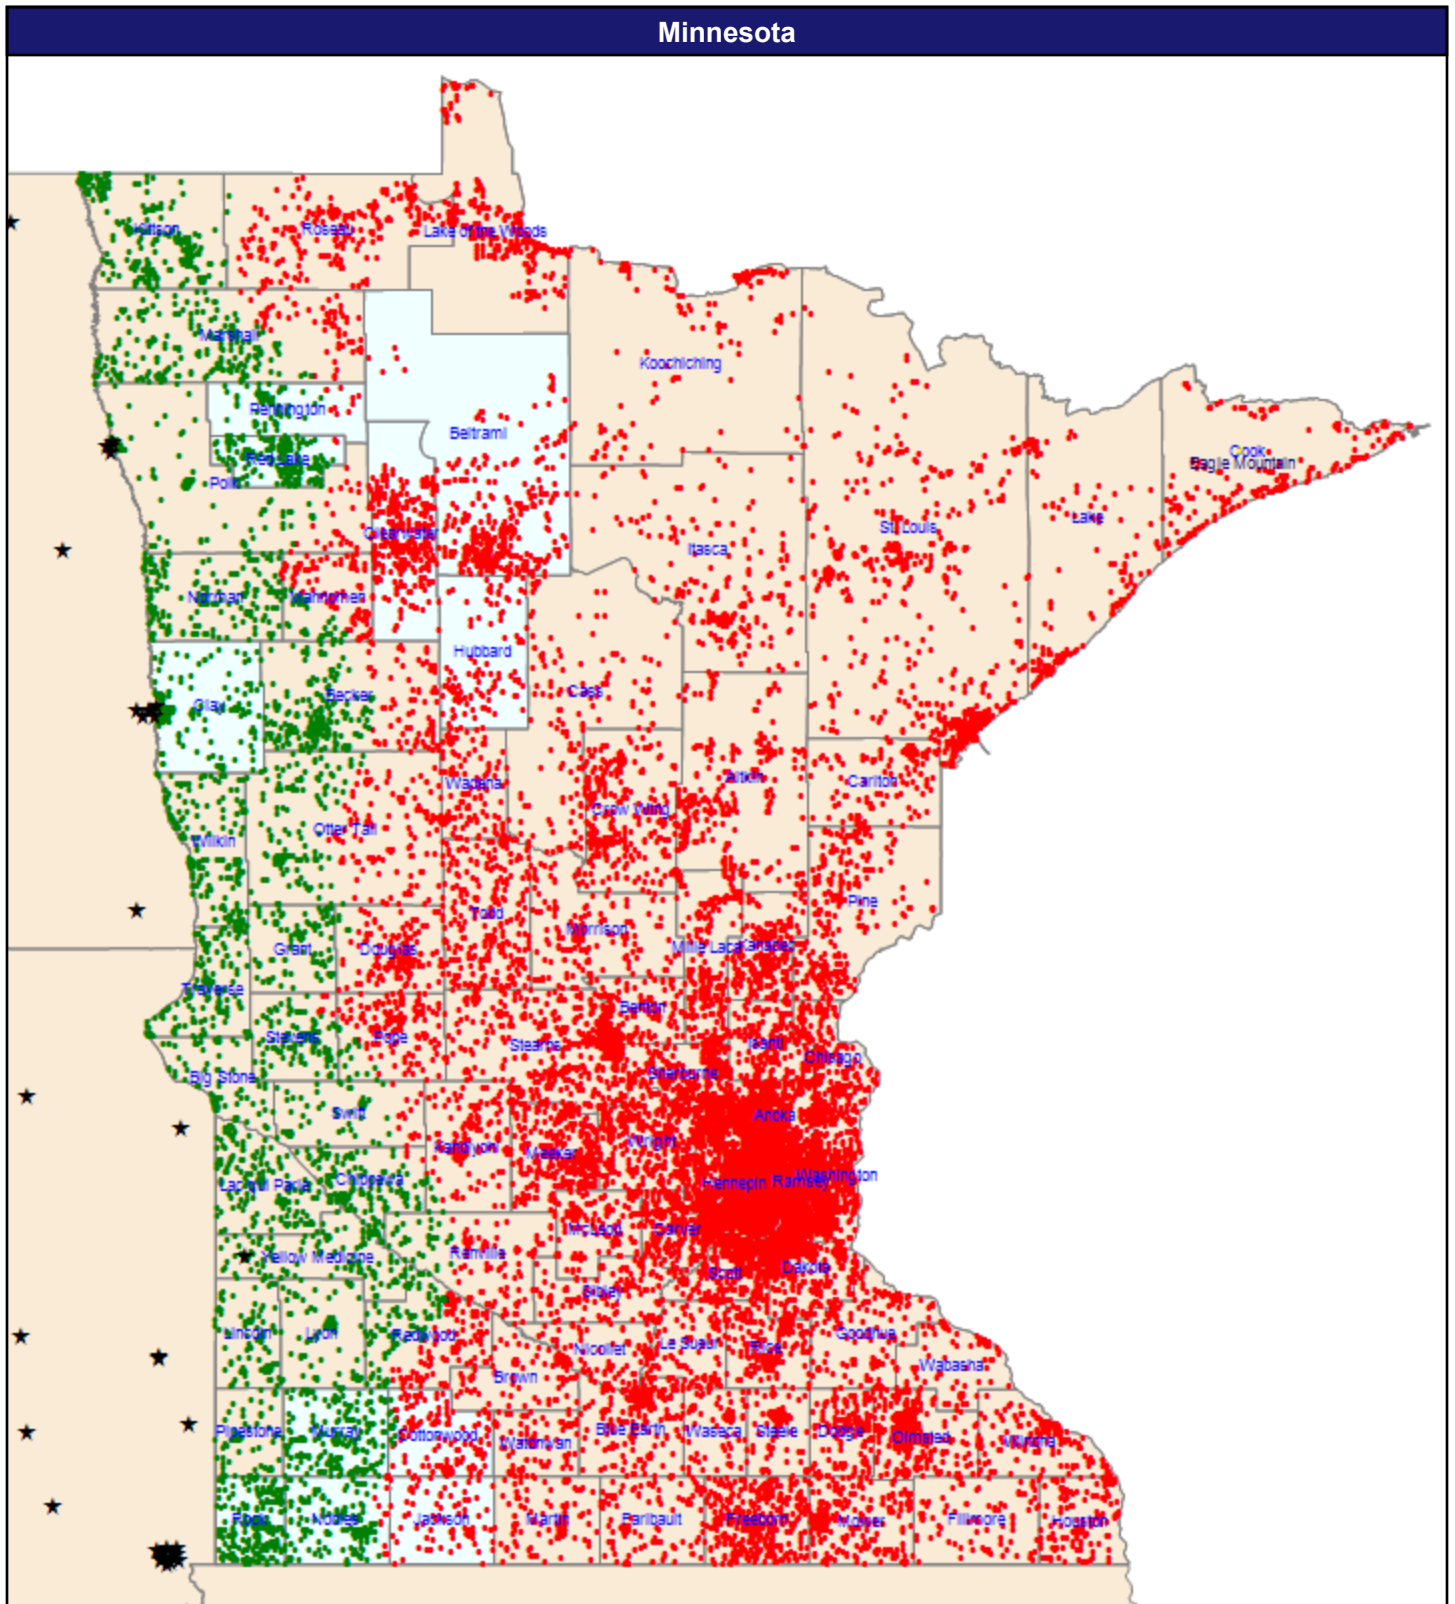 Minnesota
Kittson
Roseau
Lake of the Woods
Marshall
Koochiching
Pennington
Beltrami
Red Lake
Polk
Cook
Eagle Mountain
Clearwater
St. Louis
Lake
Itasca
Norman
Mahnomen
Hubbard
Clay
Becker
Cass
Wadena
Aitkin
Carlton
Crow Wing
Otter Tail
Wilkin
Pine
Todd
Morrison
Grant
Douglas
Mille Lacs
Kanabec
Traverse
Benton
Stevens
Pope
Stearns
Isanti
Chisago
Big Stone
Sherburne
Swift
Anoka
Kandiyohi
Meeker
Wright
Lac qui Parle
Chippewa
Hennepin
Ramsey
Washington
McLeod
Carver
Yellow Medicine
Renville
Scott
Dakota
Sibley
Lincoln
Lyon
Redwood
Nicollet
Le Sueur
Rice
Goodhue
Wabasha
Brown
Pipestone
Murray
Cottonwood
Watonwan
Blue Earth
Waseca
Steele
Dodge
Olmsted
Winona
Rock
Nobles
Jackson
Martin
Faribault
Freeborn
Mower
Fillmore
Houston